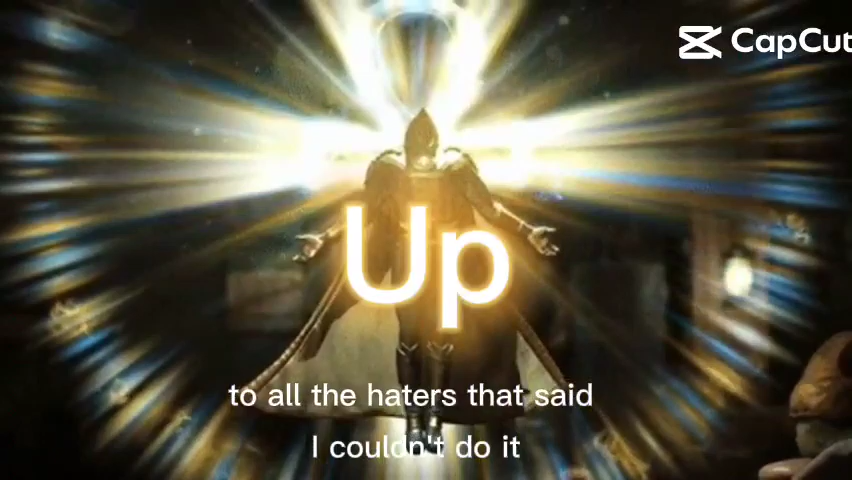 CapCut
Up
to all the haters that said
I couldn't do it